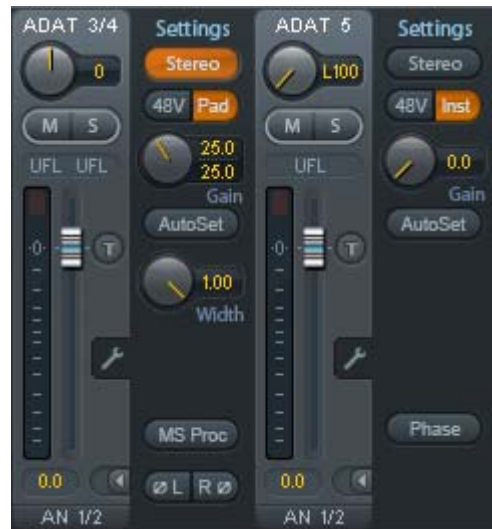 ADAT 3/4
0
M S
UFL UFL
0
T
0.0
AN 1/2
Settings
Stereo
48V Pad
25.0
25.0
Gain
AutoSet
1.00
Width
MS Proc
Ø L R Ø
ADAT 5
L100
M S
UFL
0
T
0.0
AN 1/2
Settings
Stereo
48V Inst
0.0
Gain
AutoSet
Phase